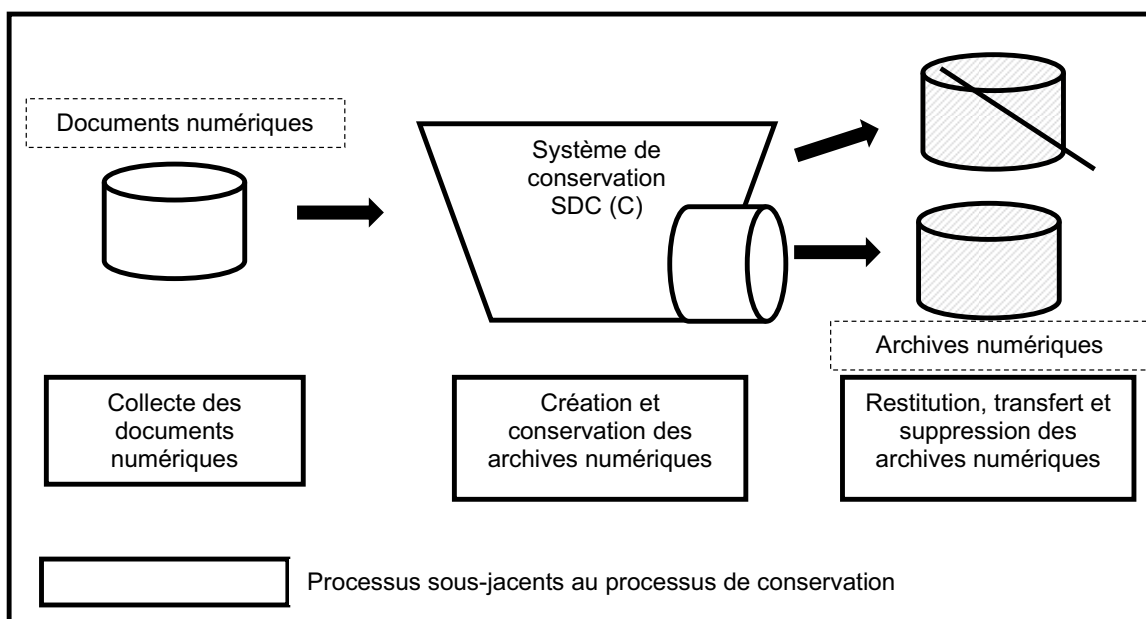 Documents numériques
Système de
conservation
SDC (C)
Archives numériques
Collecte des
documents
numériques
Création et
conservation des
archives numériques
Restitution, transfert et
suppression des
archives numériques
Processus sous-jacents au processus de conservation